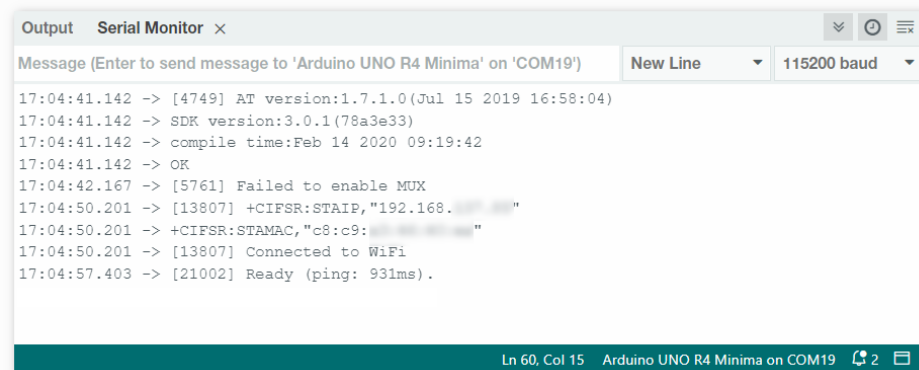 Output Serial Monitor ×
Message (Enter to send message to 'Arduino UNO R4 Minima' on 'COM19') New Line 115200 baud
17:04:41.142 -> [4749] AT version:1.7.1.0(Jul 15 2019 16:58:04)
17:04:41.142 -> SDK version:3.0.1(78a3e33)
17:04:41.142 -> compile time:Feb 14 2020 09:19:42
17:04:41.142 -> OK
17:04:42.167 -> [5761] Failed to enable MUX
17:04:50.201 -> [13807] +CIFSR:STAIP,"192.168. "
17:04:50.201 -> +CIFSR:STAMAC,"c8:c9: "
17:04:50.201 -> [13807] Connected to WiFi
17:04:57.403 -> [21002] Ready (ping: 931ms).
Ln 60, Col 15 Arduino UNO R4 Minima on COM19 2